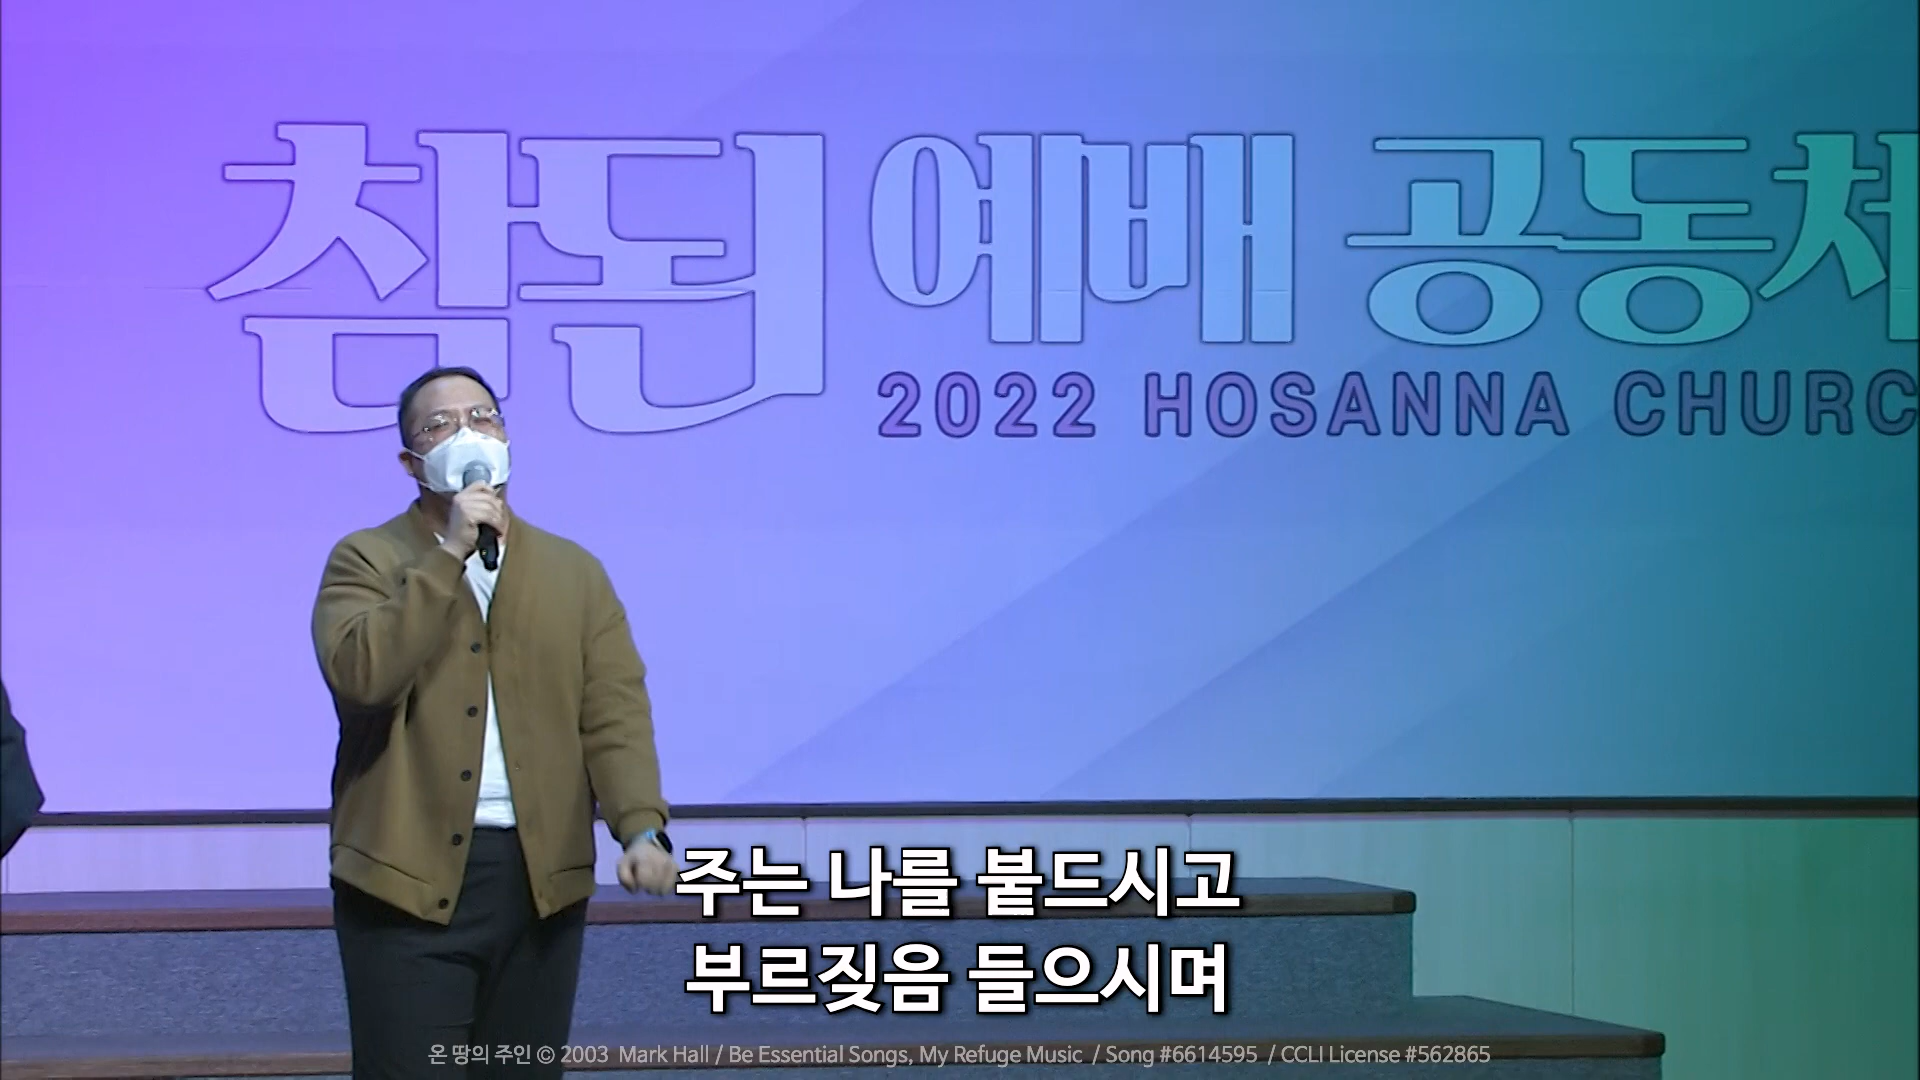 참된 예배 공동체
2022 HOSANNA CHURC
주는 나를 붙드시고
부르짖음 들으시며
온 땅의 주인 © 2003 Mark Hall / Be Essential Songs, My Refuge Music / Song #6614595 / CCLI License #562865